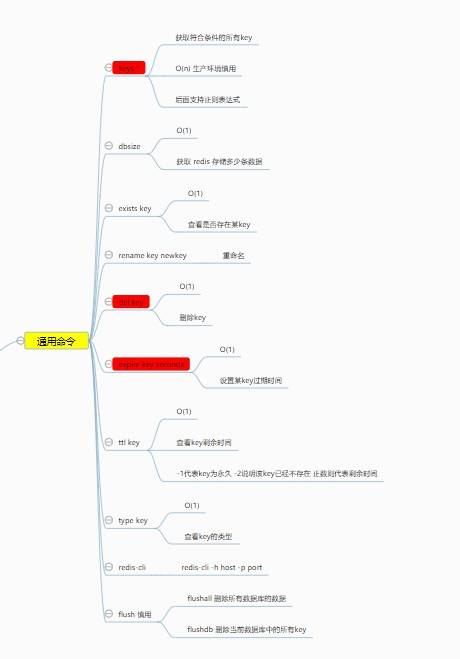 获取符合条件的所有key
keys *
O(n) 生产环境慎用
后面支持正则表达式
O(1)
dbsize
获取 redis 存储多少条数据
O(1)
exists key
查看是否存在某key
rename key newkey
重命名
O(1)
del key
删除key
通用命令
O(1)
expire key seconds
设置某key过期时间
O(1)
ttl key
查看key剩余时间
-1代表key为永久 -2说明该key已经不存在 正数则代表剩余时间
O(1)
type key
查看key的类型
redis-cli
redis-cli -h host -p port
flushall 删除所有数据库的数据
flush 慎用
flushdb 删除当前数据库中的所有key